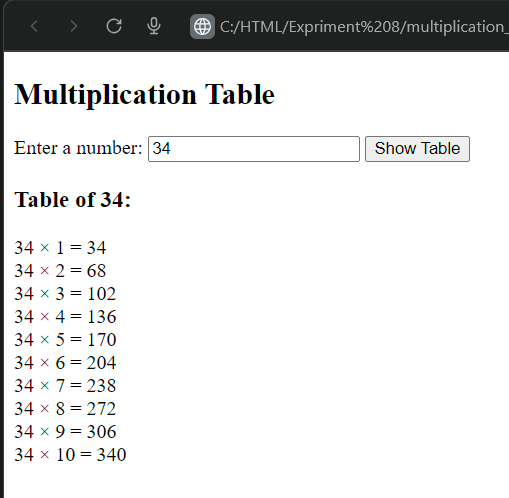 C:/HTML/Expriment%208/multiplication_
Multiplication Table
Enter a number: 34 Show Table
Table of 34:
34 × 1 = 34
34 × 2 = 68
34 × 3 = 102
34 × 4 = 136
34 × 5 = 170
34 × 6 = 204
34 × 7 = 238
34 × 8 = 272
34 × 9 = 306
34 × 10 = 340